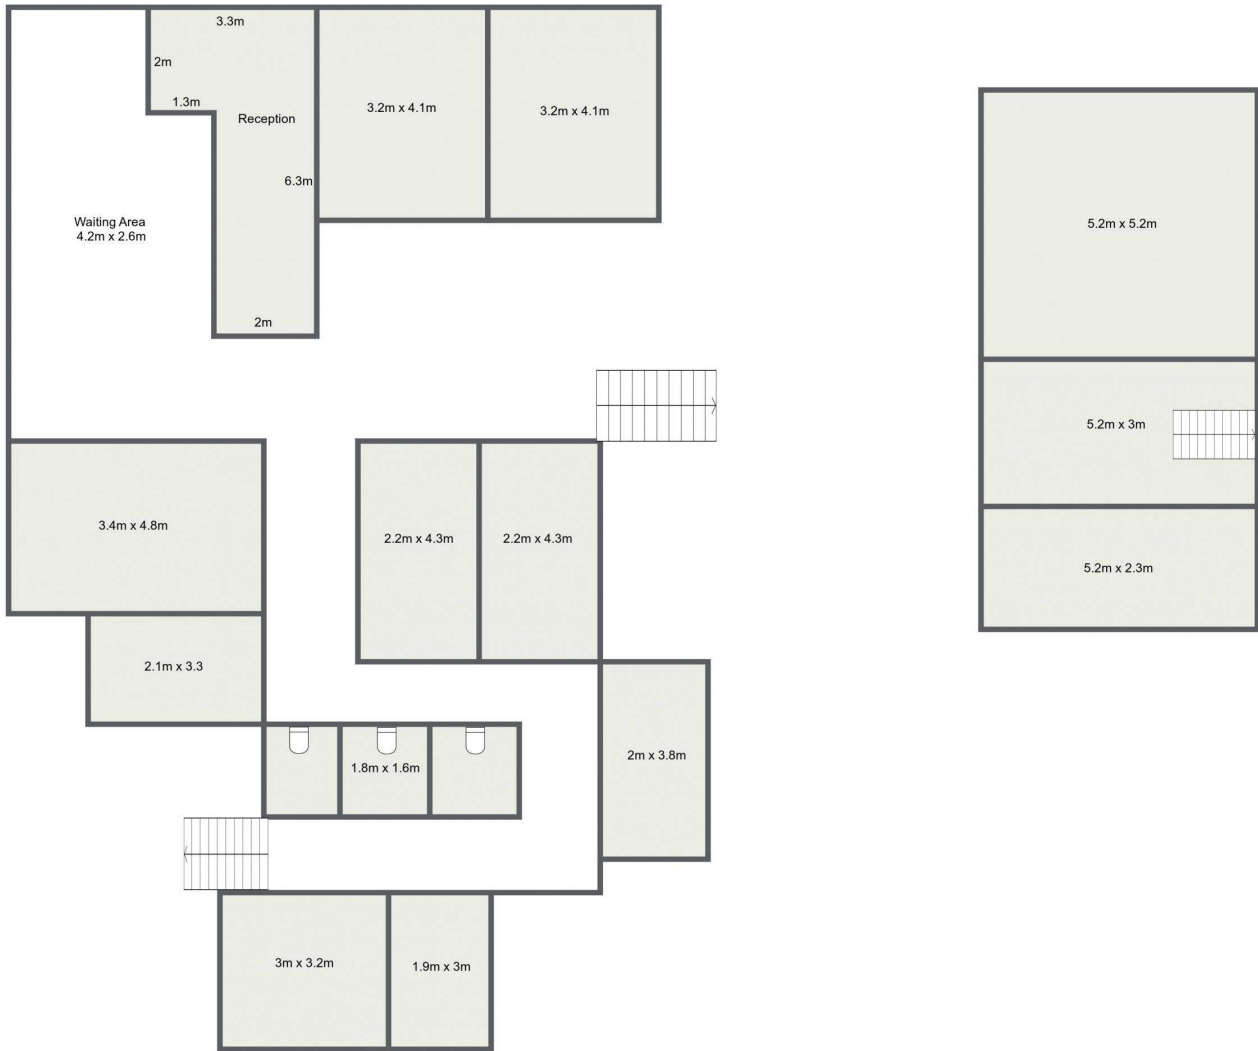 3.3m
2m
1.3m
Reception
3.2m x 4.1m
3.2m x 4.1m
6.3m
Waiting Area
4.2m x 2.6m
2m
5.2m x 5.2m
5.2m x 3m
5.2m x 2.3m
3.4m x 4.8m
2.2m x 4.3m
2.2m x 4.3m
2.1m x 3.3
1.8m x 1.6m
2m x 3.8m
3m x 3.2m
1.9m x 3m